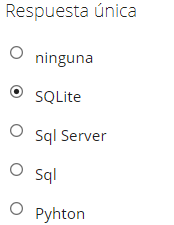 Respuesta única
ninguna
SQLite
Sql Server
Sql
Pyhton